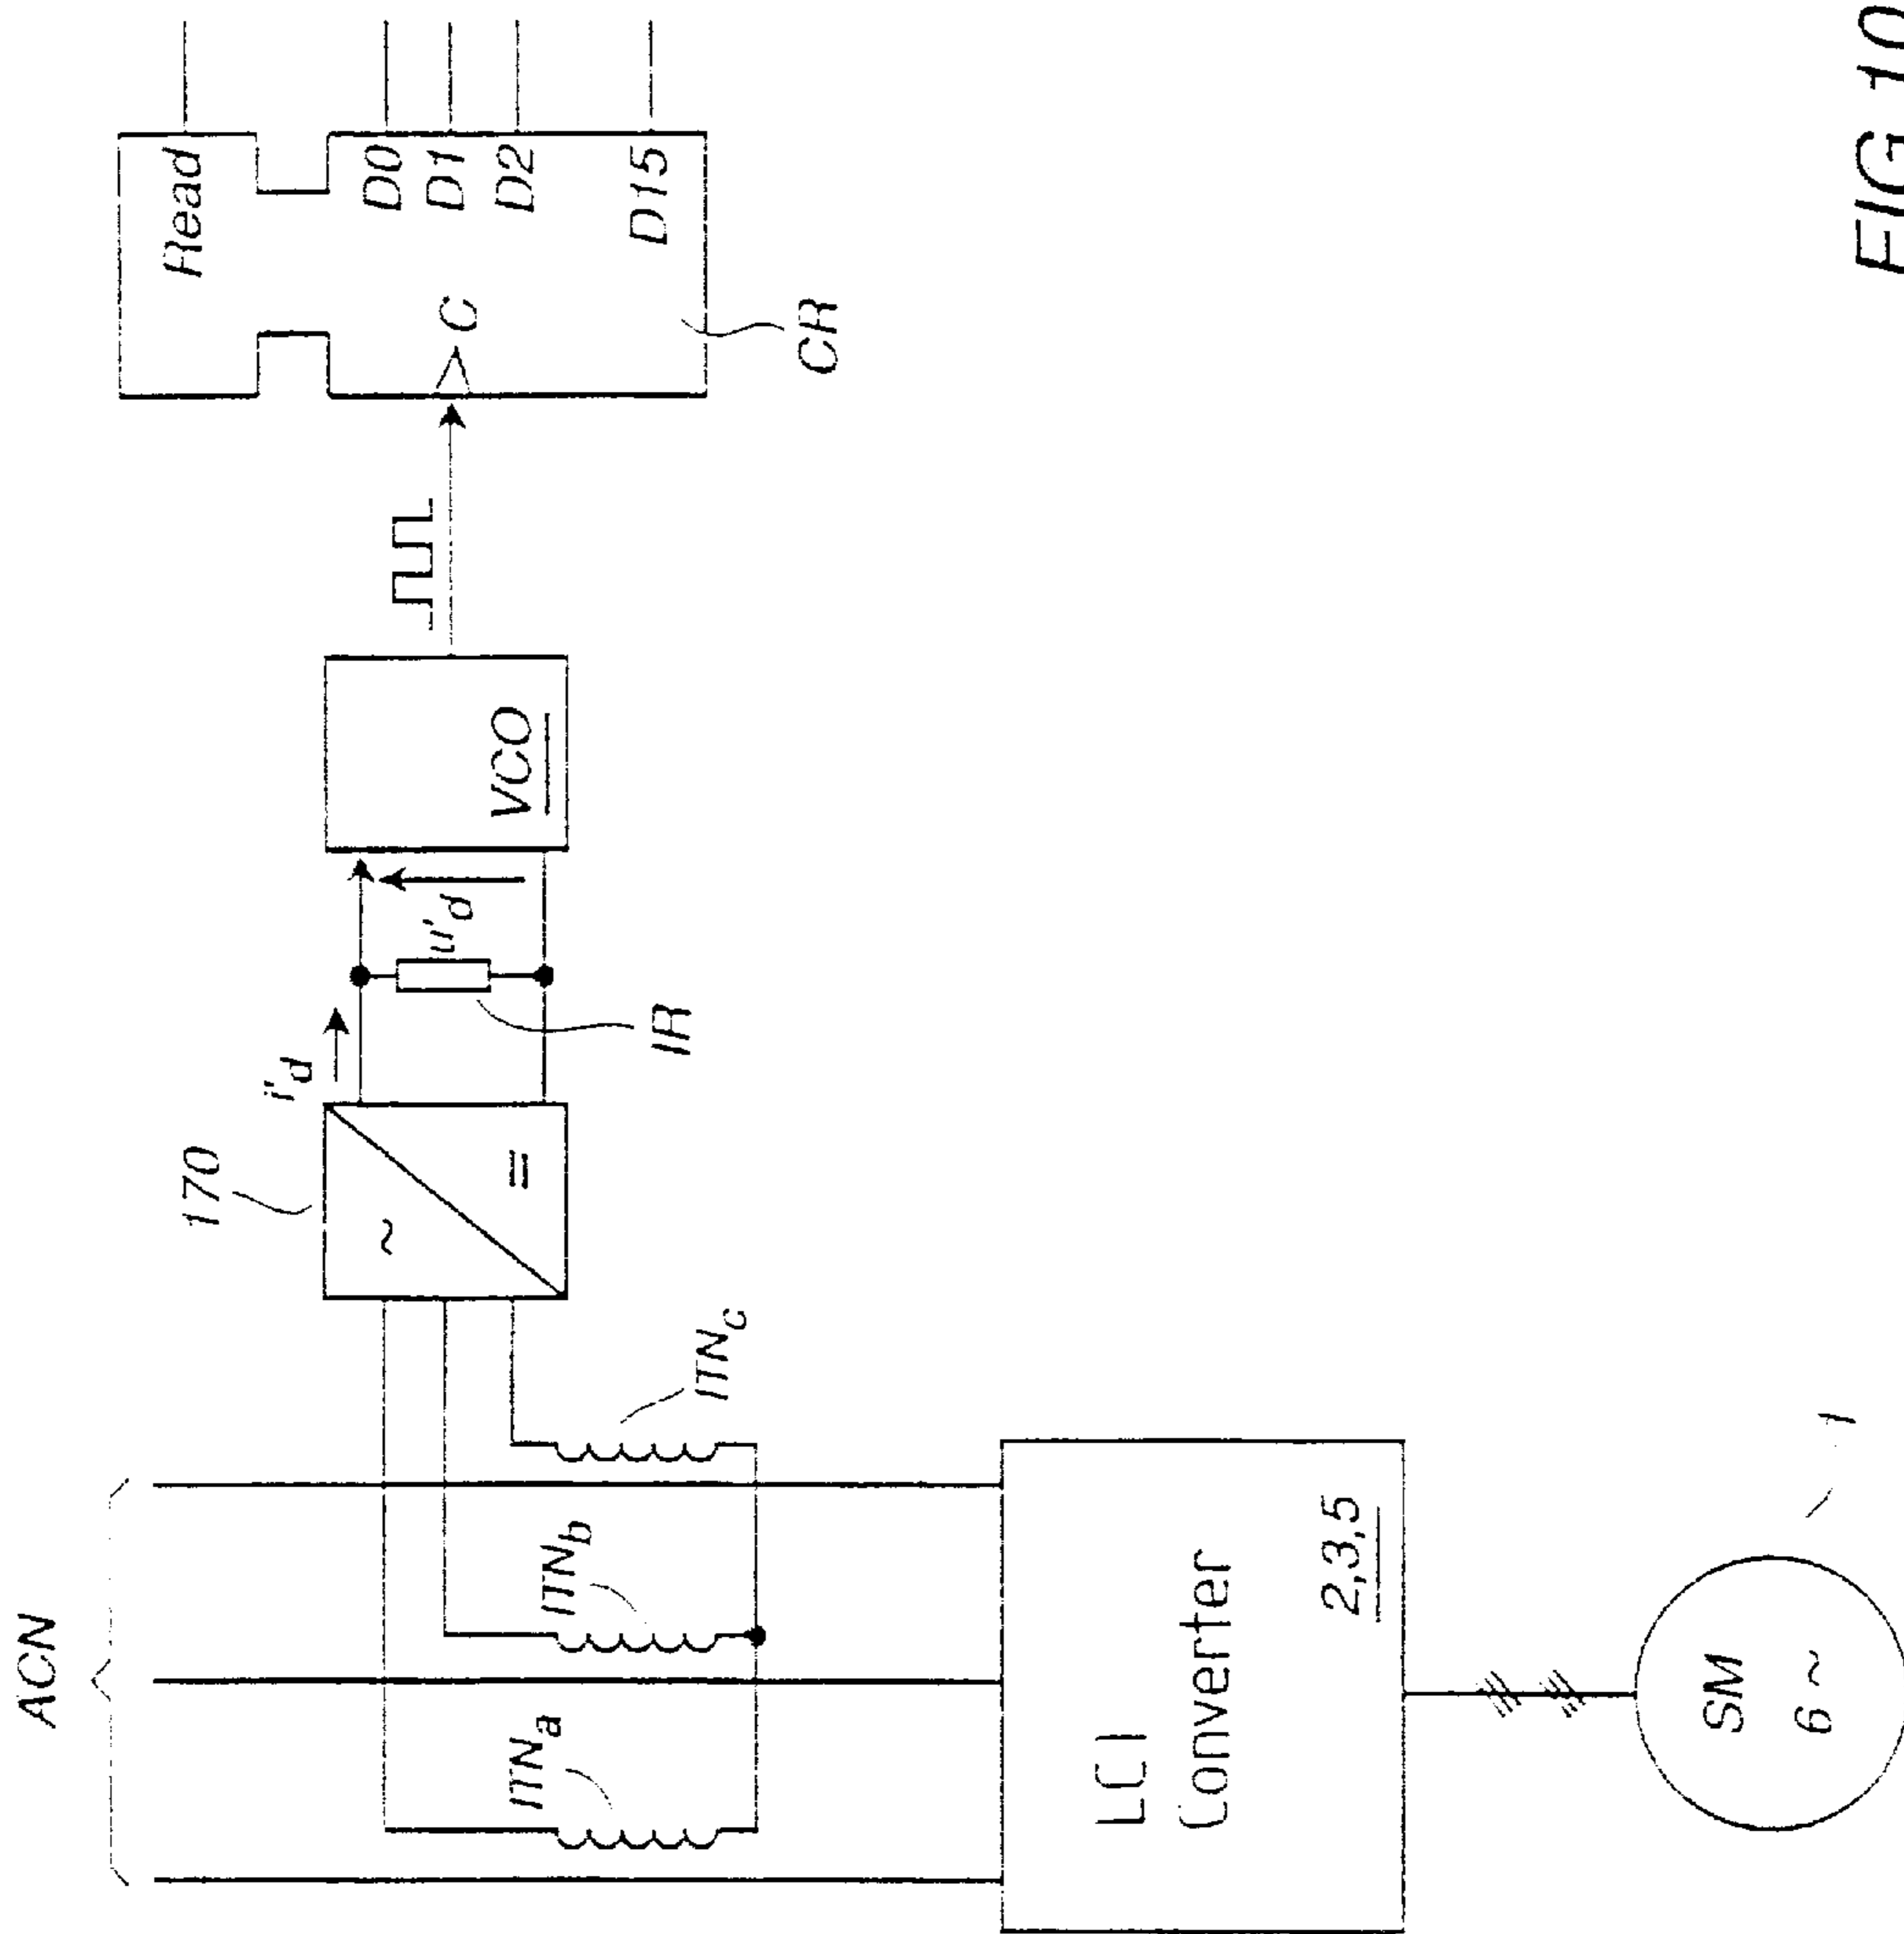 ACN
ITNa
ITNb
ITNc
170
~
=
i'd
u'd
IR
VCO
C
Read
D0
D1
D2
D15
CR
LCI
Converter
2,3,5
SM
6 ~
1
FIG 10